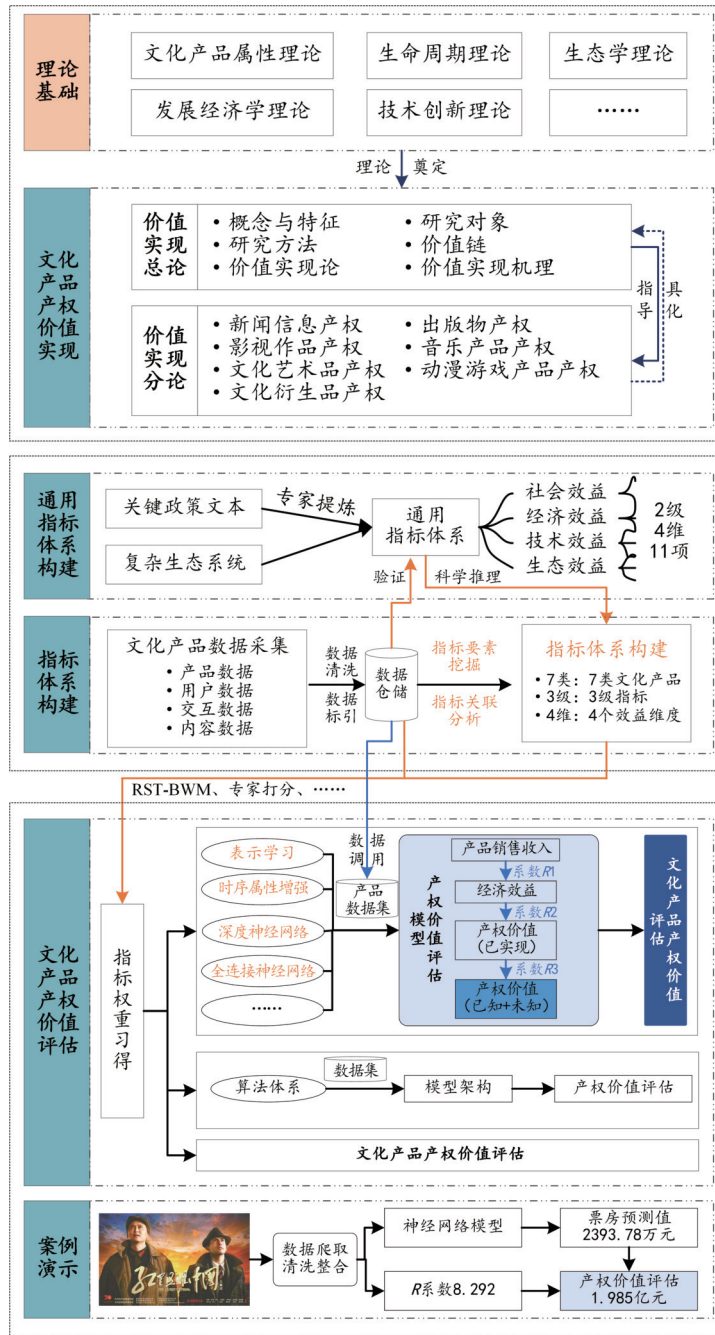 理论
基础
文化产品属性理论
生命周期理论
生态学理论
发展经济学理论
技术创新理论
……
理论
奠定
文化
产品
产权
价值
实现
价值
实现
总论
• 概念与特征
• 研究对象
• 研究方法
• 价值链
• 价值实现论
• 价值实现机理
价值
实现
分论
• 新闻信息产权
• 出版物产权
• 影视作品产权
• 音乐产品产权
• 文化艺术品产权
• 动漫游戏产品产权
• 文化衍生品产权
指导
具化
通用
指标
体系
构建
关键政策文本
复杂生态系统
专家提炼
通用
指标体系
社会效益
经济效益
技术效益
生态效益
2级
4维
11项
验证
科学推理
指标
体系
构建
文化产品数据采集
• 产品数据
• 用户数据
• 交互数据
• 内容数据
数据
清洗
数据
标引
数据
仓储
指标要素
挖掘
指标关联
分析
指标体系构建
• 7类：7类文化产品
• 3级：3级指标
• 4维：4个效益维度
RST-BWM、专家打分、……
文化
产品
产权
价值
评估
指标权重习得
表示学习
时序属性增强
深度神经网络
全连接神经网络
……
数据
调用
产品
数据集
产权价值评估
模型
产品销售收入
系数R1
经济效益
系数R2
产权价值
(已实现)
系数R3
产权价值
(已知+未知)
文化产品产权价值
评估
算法体系
数据集
模型架构
产权价值评估
文化产品产权价值评估
案例
演示
红星照耀中国
数据爬取
清洗整合
神经网络模型
票房预测值
2393.78万元
R系数8.292
产权价值评估
1.985亿元